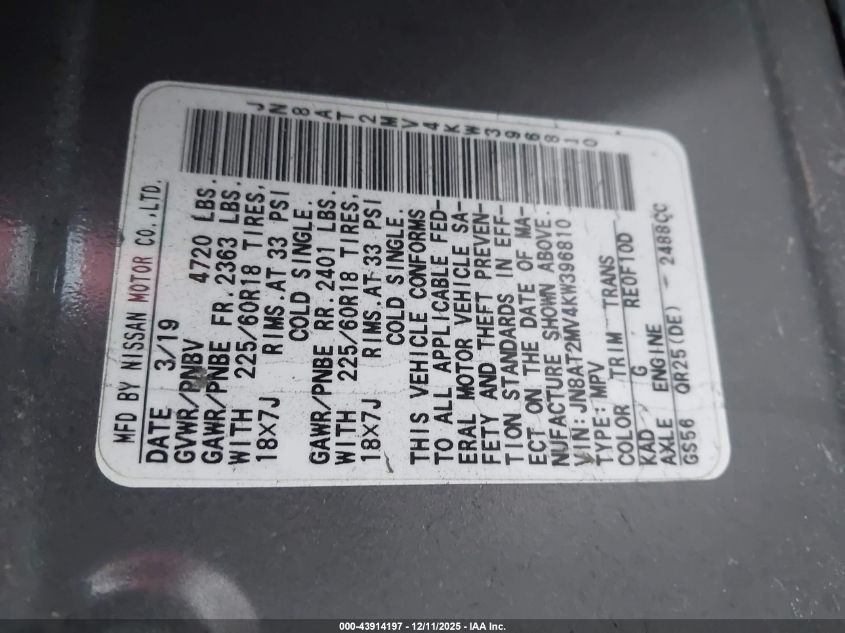 JN8AT2MV4KW396810
MFD BY NISSAN MOTOR CO.,LTD.
DATE 3/19
GVWR/PNBV 4720 LBS.
GAWR/PNBE FR.2363 LBS.
WITH 225/60R18 TIRES,
18X7J RIMS.AT 33 PSI
COLD SINGLE.
GAWR/PNBE RR.2401 LBS.
WITH 225/60R18 TIRES,
18X7J RIMS.AT 33 PSI
COLD SINGLE.
THIS VEHICLE CONFORMS
TO ALL APPLICABLE FED-
ERAL MOTOR VEHICLE SA-
FETY AND THEFT PREVEN-
TION STANDARDS IN EFF-
ECT ON THE DATE OF MA-
NUFACTURE SHOWN ABOVE.
VIN:JN8AT2MV4KW396810
TYPE:MPV
COLOR TRIM TRANS
KAD G RE0F10D
AXLE ENGINE
GS56 QR25(DE) - 2488CC
000-43914197 - 12/11/2025 - IAA Inc.